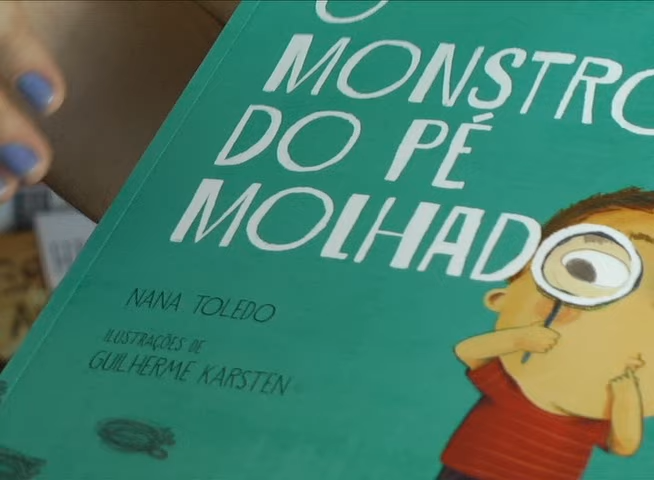 O
MONSTRO
DO PÉ
MOLHADO
NANA TOLEDO
ILUSTRAÇÕES DE
GUILHERME KARSTEN